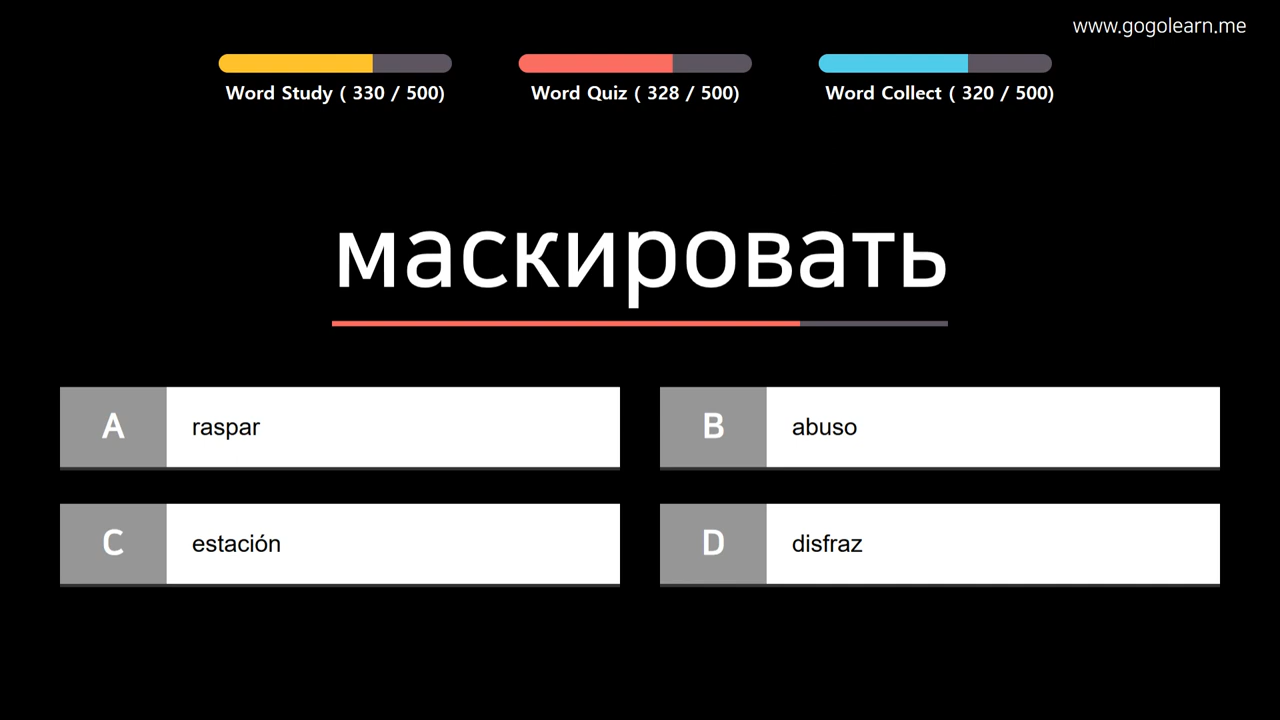 www.gogolearn.me
Word Study ( 330 / 500)
Word Quiz ( 328 / 500)
Word Collect ( 320 / 500)
маскировать
A raspar
B abuso
C estación
D disfraz